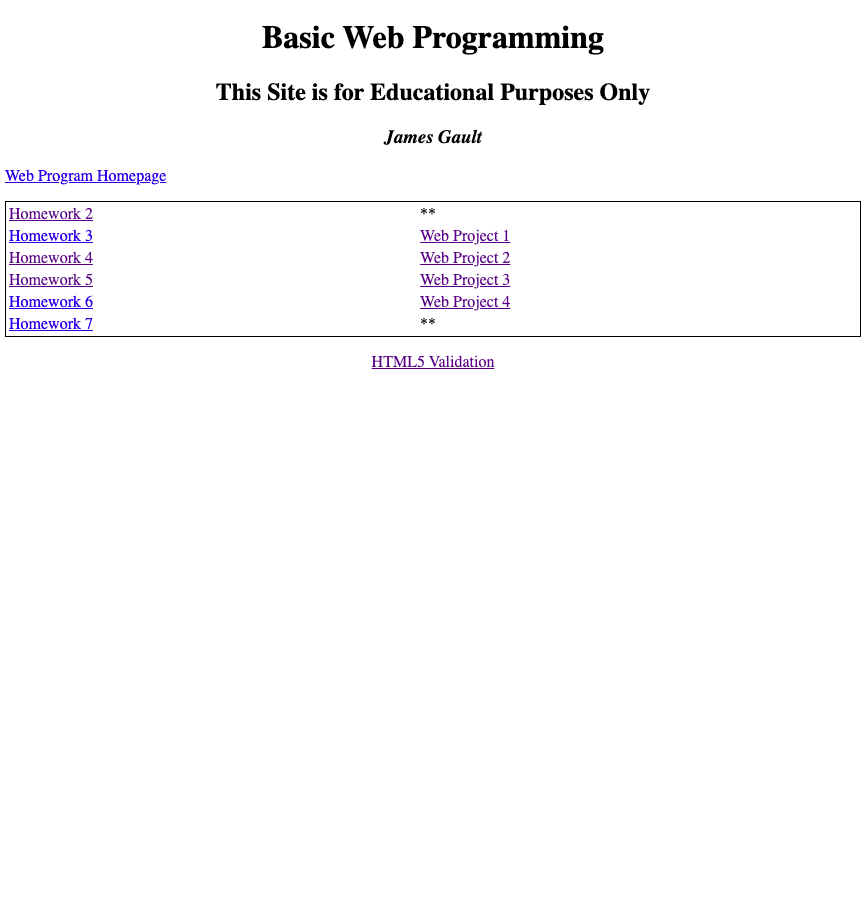 Basic Web Programming
This Site is for Educational Purposes Only
James Gault
Web Program Homepage
Homework 2 **
Homework 3 Web Project 1
Homework 4 Web Project 2
Homework 5 Web Project 3
Homework 6 Web Project 4
Homework 7 **
HTML5 Validation